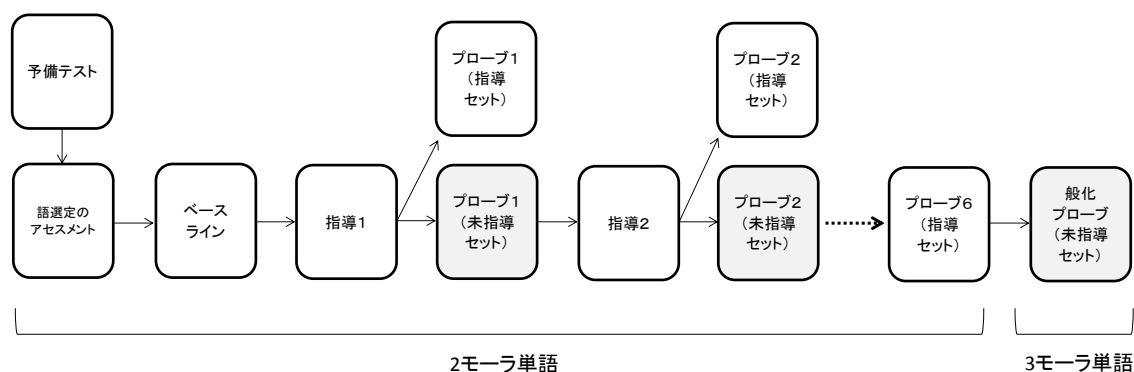 予備テスト
プローブ1
（指導
セット）
プローブ2
（指導
セット）
語選定の
アセスメント
ベース
ライン
指導1
プローブ1
（未指導
セット）
指導2
プローブ2
（未指導
セット）
プローブ6
（指導
セット）
般化
プローブ
（未指導
セット）
2モーラ単語
3モーラ単語